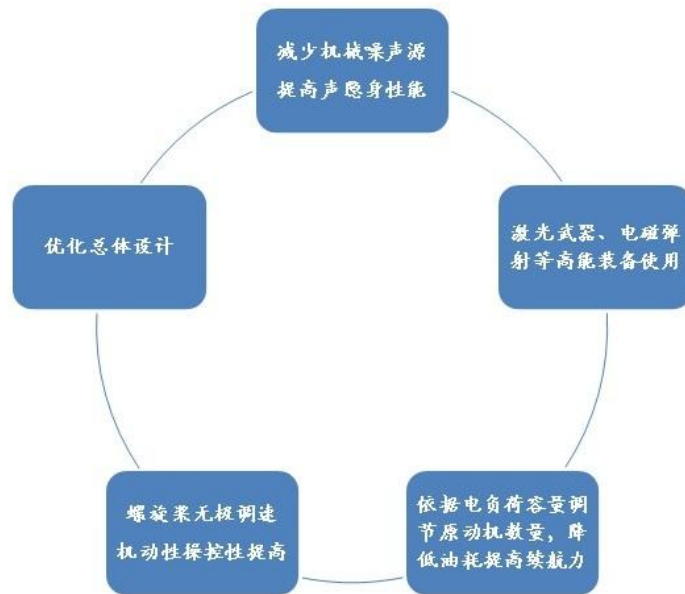 减少机械噪声源
提高声隐身性能
优化总体设计
激光武器、电磁弹
射等高能装备使用
螺旋桨无极调速
机动性操控性提高
依据电负荷容量调
节原动机数量，降
低油耗提高续航力